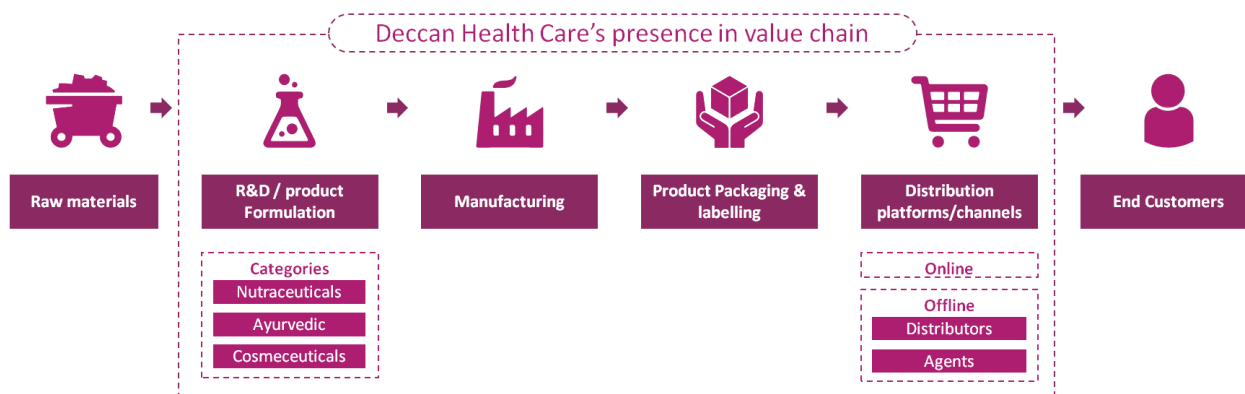 Deccan Health Care's presence in value chain
Raw materials
R&D / product
Formulation
Manufacturing
Product Packaging &
labelling
Distribution
platforms/channels
End Customers
Categories
Nutraceuticals
Ayurvedic
Cosmeceuticals
Online
Offline
Distributors
Agents